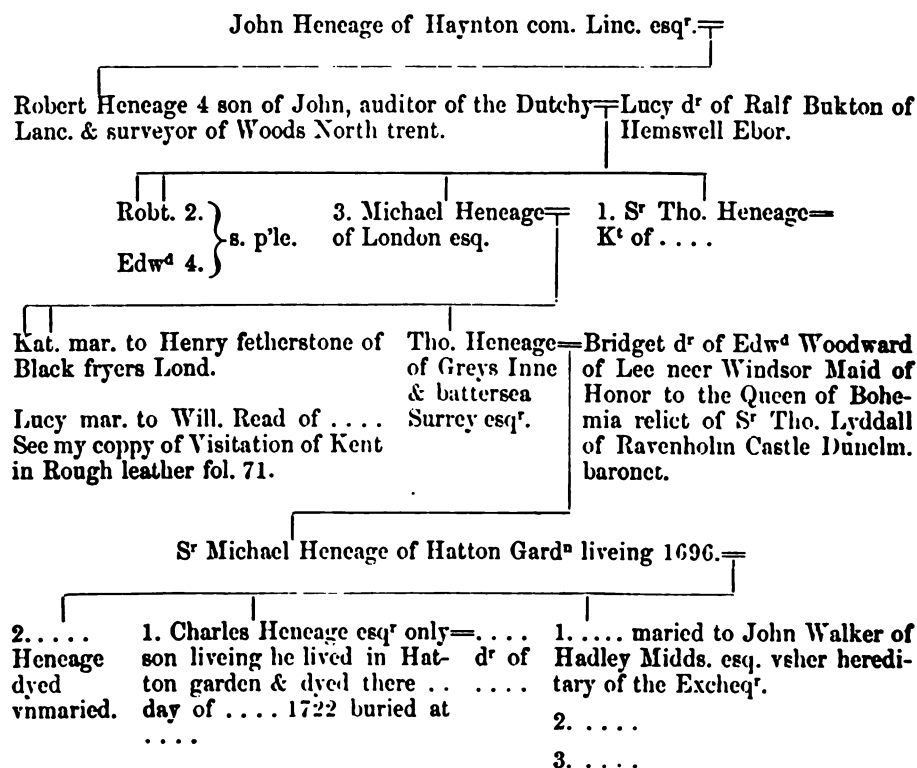 John Heneage of Haynton com. Linc. esqʳ.
Robert Heneage 4 son of John, auditor of the Dutchy
Lanc. & surveyor of Woods North trent.
Lucy dʳ of Ralf Bukton of
Hemswell Ebor.
Robt. 2.
Edwᵈ 4.
s. p'le.
3. Michael Heneage
of London esq.
1. Sʳ Tho. Heneage
Kᵗ of . . . .
Kat. mar. to Henry fetherstone of
Black fryers Lond.
Lucy mar. to Will. Read of . . . .
See my coppy of Visitation of Kent
in Rough leather fol. 71.
Tho. Heneage
of Greys Inne
& battersea
Surrey esqʳ.
Bridget dʳ of Edwᵈ Woodward
of Lee neer Windsor Maid of
Honor to the Queen of Bohe-
mia relict of Sʳ Tho. Lyddall
of Ravenholm Castle Dunelm.
baronet.
Sʳ Michael Heneage of Hatton Gardⁿ liveing 1696.
2. . . . .
Heneage
dyed
vnmaried.
1. Charles Heneage esqʳ only
son liveing he lived in Hat-
ton garden & dyed there . .
day of . . . . 1722 buried at
. . . .
. . . .
dʳ of
. . . .
1. . . . . maried to John Walker of
Hadley Midds. esq. vsher heredi-
tary of the Excheqʳ.
2. . . . .
3. . . . .